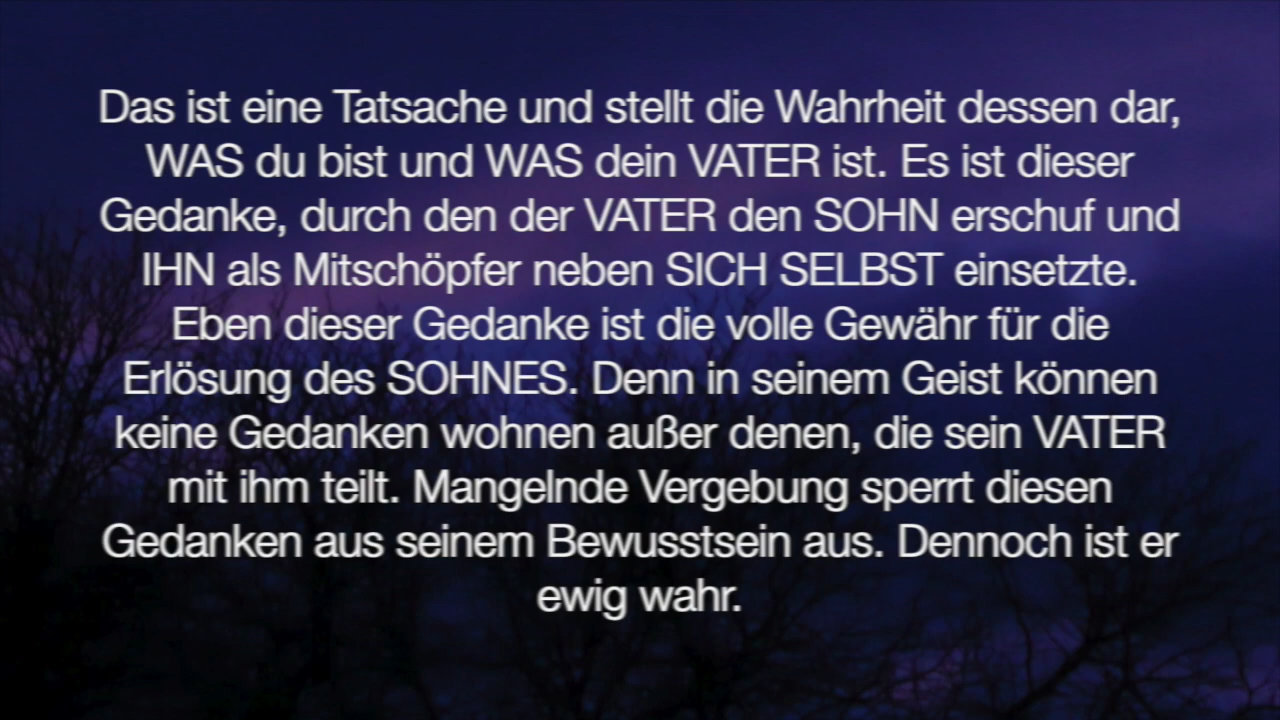 Das ist eine Tatsache und stellt die Wahrheit dessen dar,
WAS du bist und WAS dein VATER ist. Es ist dieser
Gedanke, durch den der VATER den SOHN erschuf und
IHN als Mitschöpfer neben SICH SELBST einsetzte.
Eben dieser Gedanke ist die volle Gewähr für die
Erlösung des SOHNES. Denn in seinem Geist können
keine Gedanken wohnen außer denen, die sein VATER
mit ihm teilt. Mangelnde Vergebung sperrt diesen
Gedanken aus seinem Bewusstsein aus. Dennoch ist er
ewig wahr.